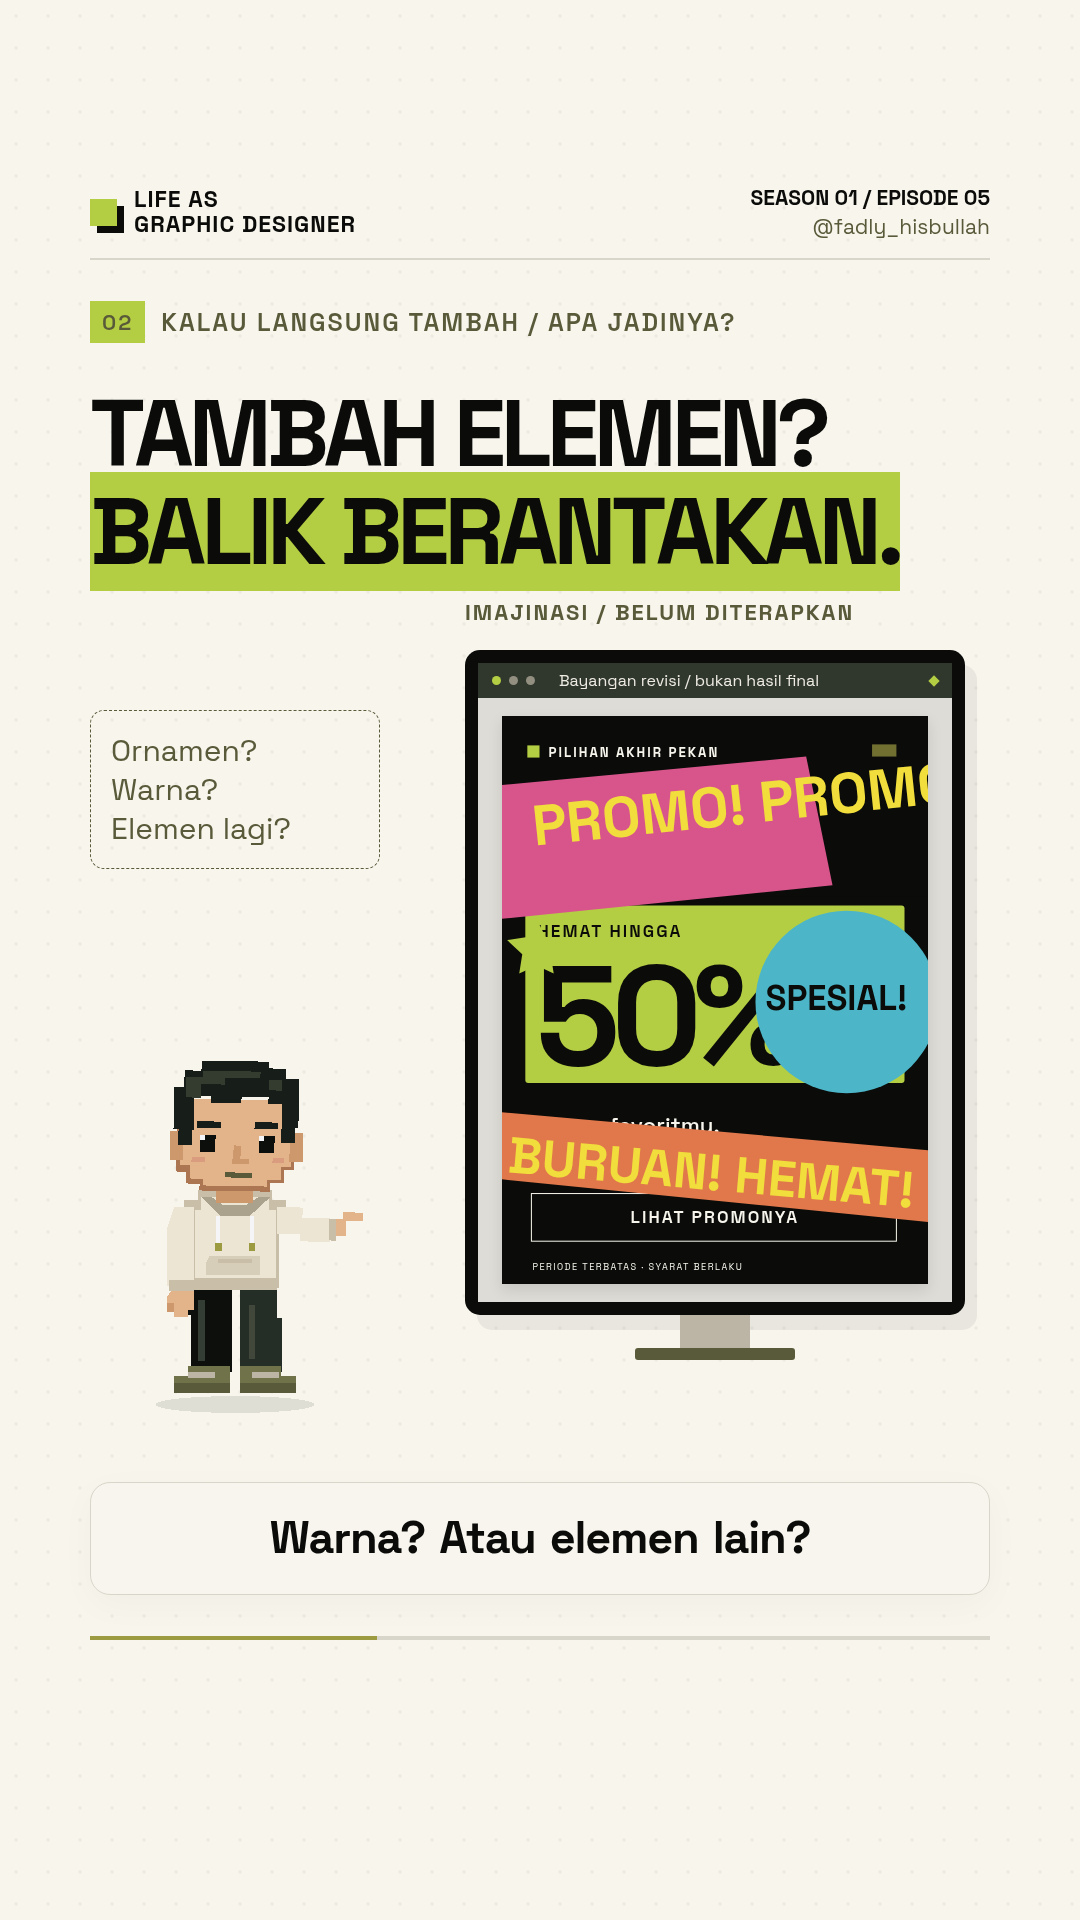 LIFE AS
GRAPHIC DESIGNER
SEASON 01 / EPISODE 05
@fadly_hisbullah
02 KALAU LANGSUNG TAMBAH / APA JADINYA?
TAMBAH ELEMEN?
BALIK BERANTAKAN.
IMAJINASI / BELUM DITERAPKAN
Bayangan revisi / bukan hasil final
Ornamen?
Warna?
Elemen lagi?
PILIHAN AKHIR PEKAN
PROMO! PROMO
HEMAT HINGGA
50%
SPESIAL!
favoritmu.
BURUAN! HEMAT!
LIHAT PROMONYA
PERIODE TERBATAS · SYARAT BERLAKU
Warna? Atau elemen lain?